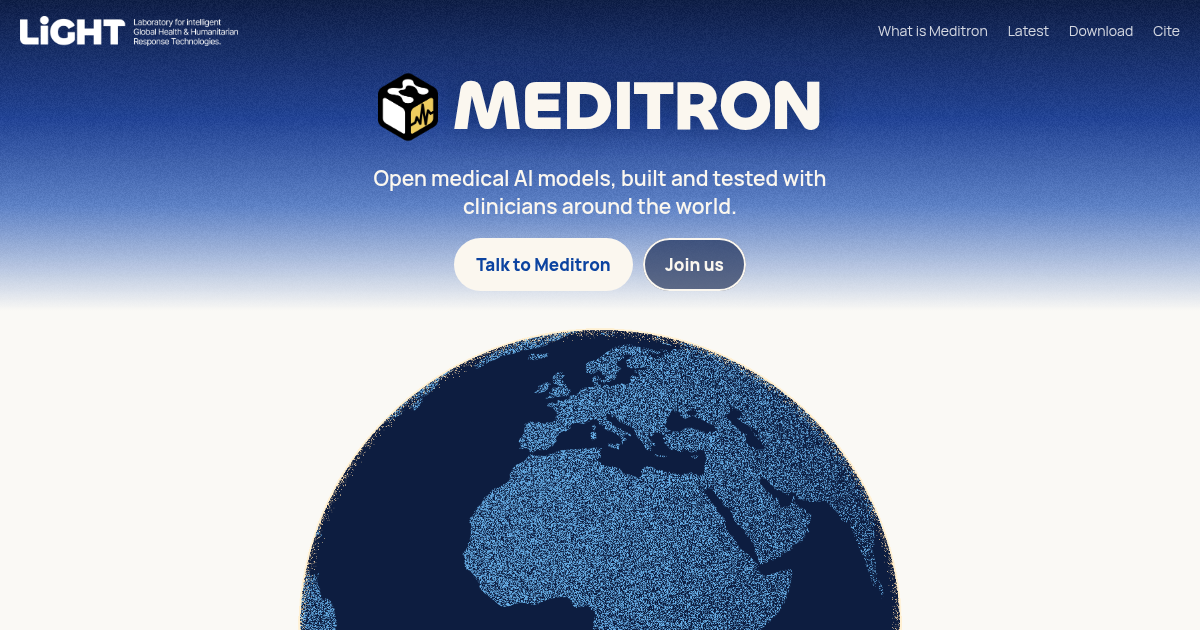 LiGHT
Laboratory for Intelligent
Global Health & Humanitarian
Response Technologies.
What is Meditron
Latest
Download
Cite
MEDITRON
Open medical AI models, built and tested with
clinicians around the world.
Talk to Meditron
Join us